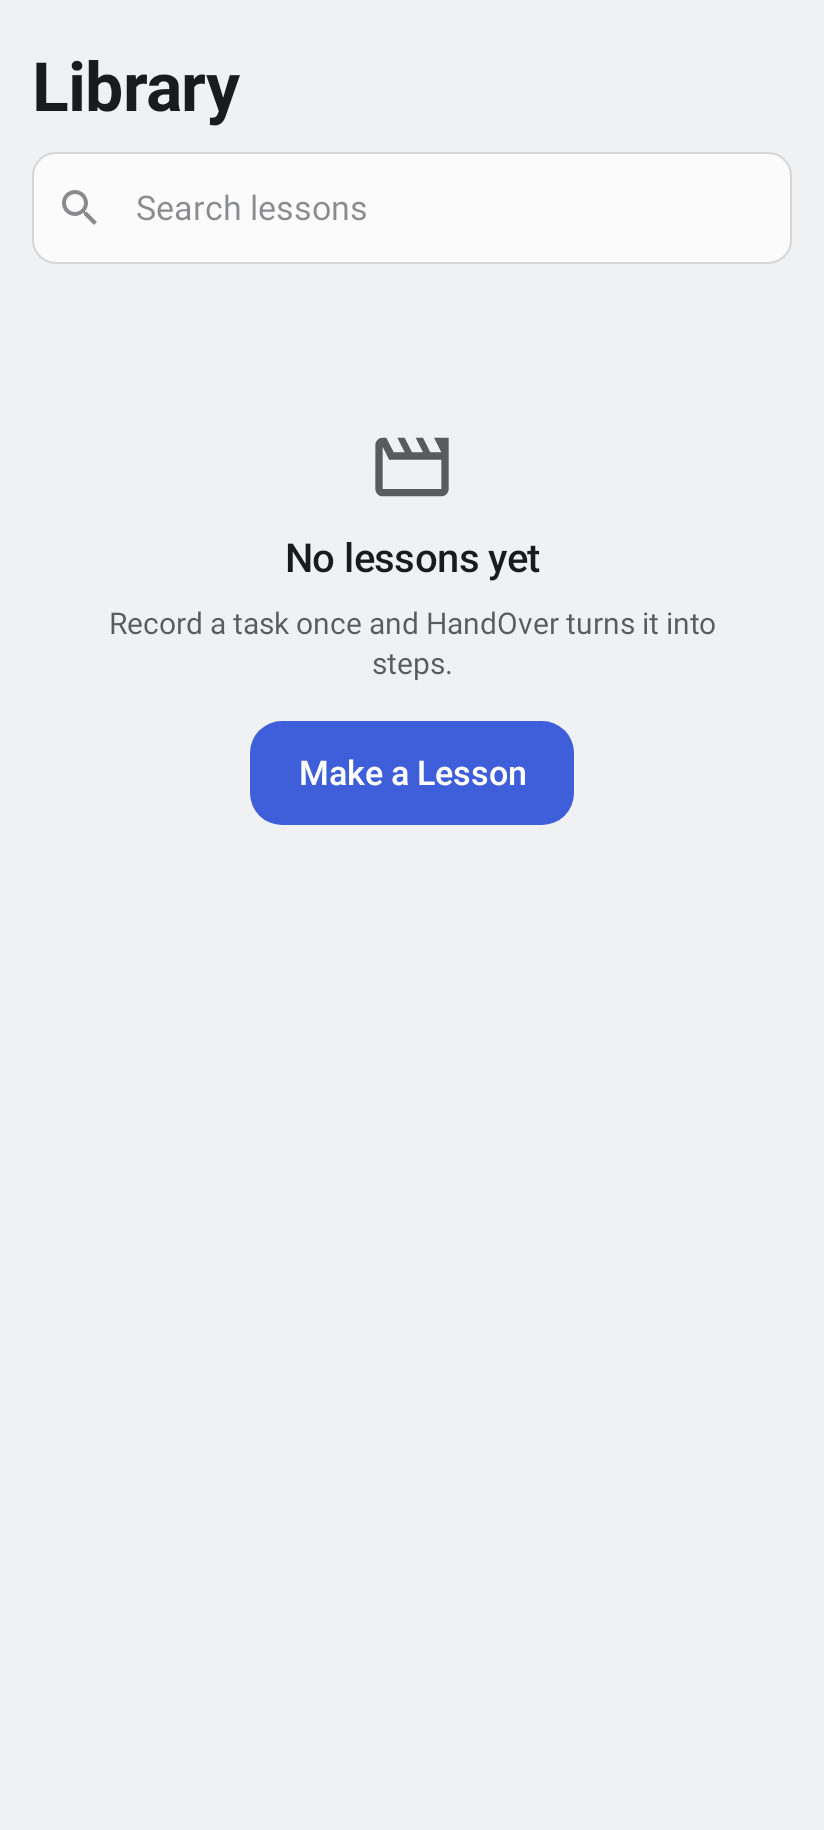 Library
Search lessons
No lessons yet
Record a task once and HandOver turns it into
steps.
Make a Lesson